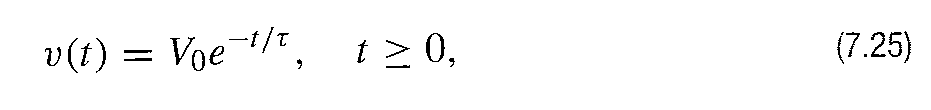 v(t) = V₀e^{−t/τ}, t ≥ 0, (7.25)